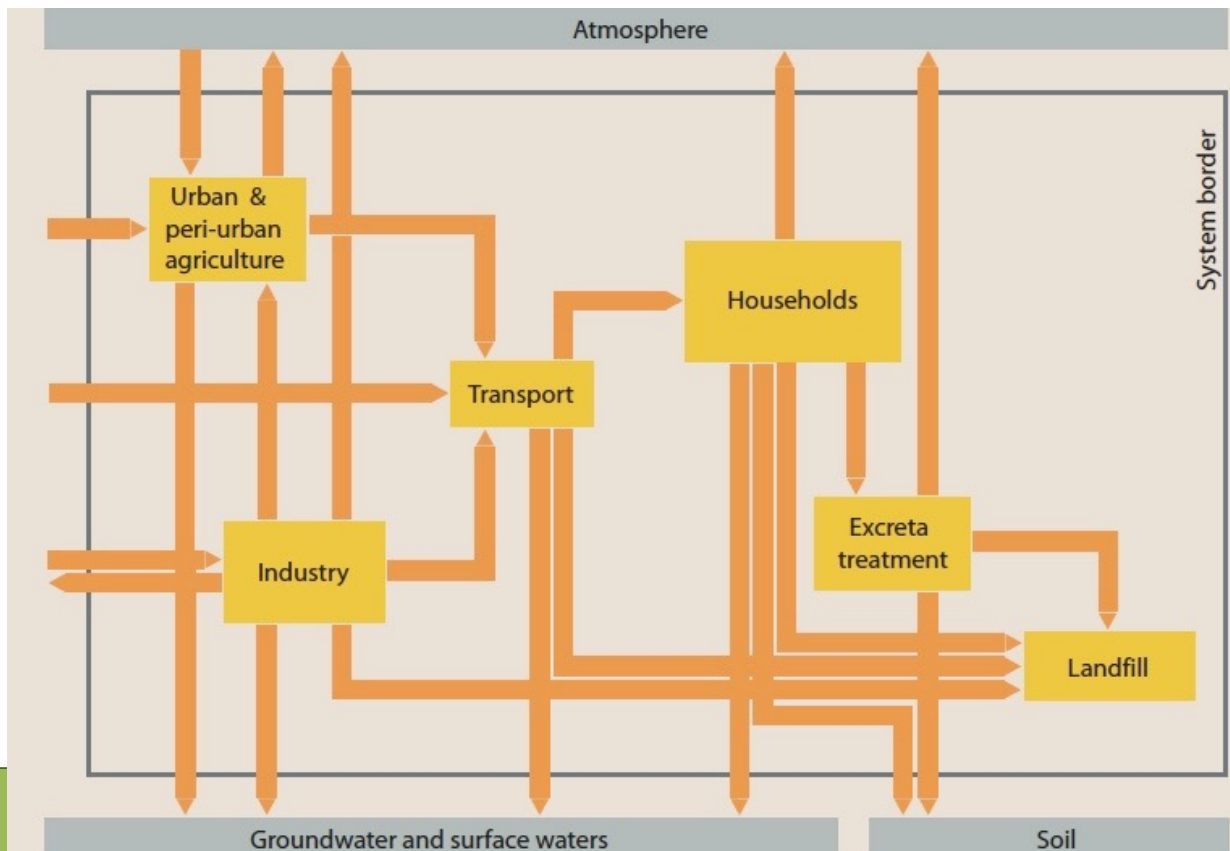 Atmosphere
System border
Urban &
peri-urban
agriculture
Households
Transport
Excreta
treatment
Industry
Landfill
Groundwater and surface waters
Soil